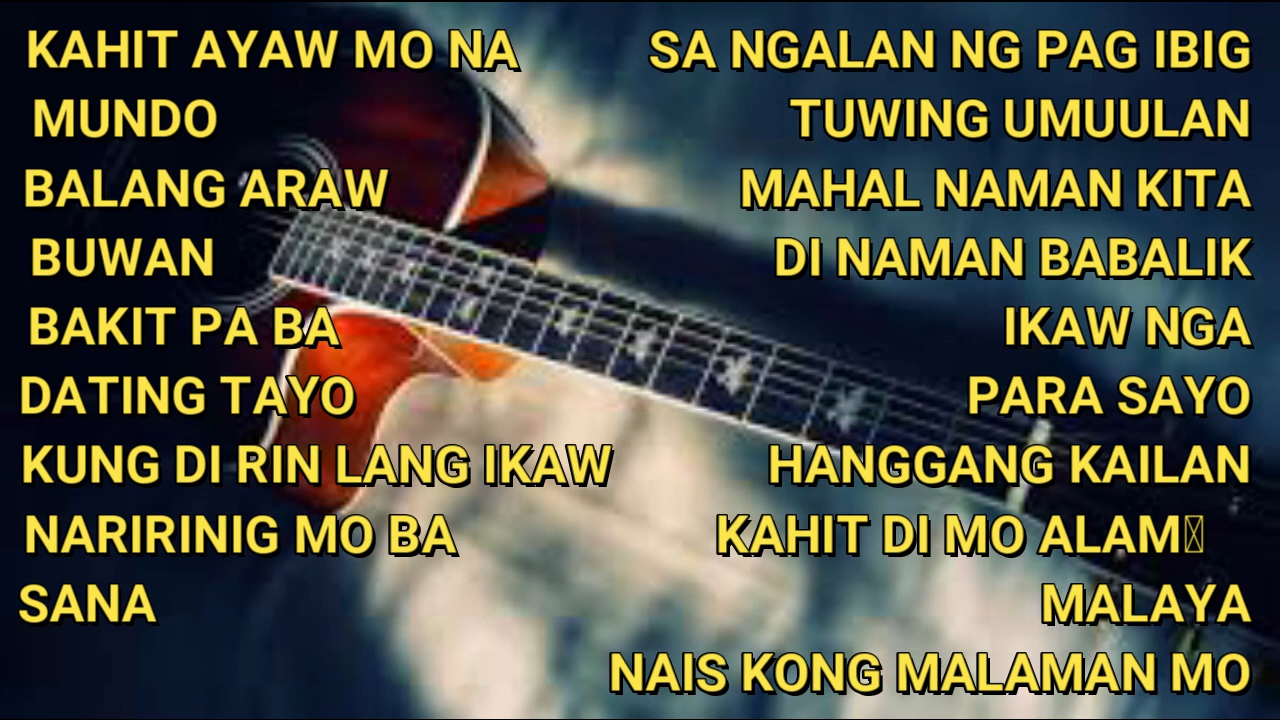 KAHIT AYAW MO NA
MUNDO
BALANG ARAW
BUWAN
BAKIT PA BA
DATING TAYO
KUNG DI RIN LANG IKAW
NARIRINIG MO BA
SANA
SA NGALAN NG PAG IBIG
TUWING UMUULAN
MAHAL NAMAN KITA
DI NAMAN BABALIK
IKAW NGA
PARA SAYO
HANGGANG KAILAN
KAHIT DI MO ALAM
MALAYA
NAIS KONG MALAMAN MO